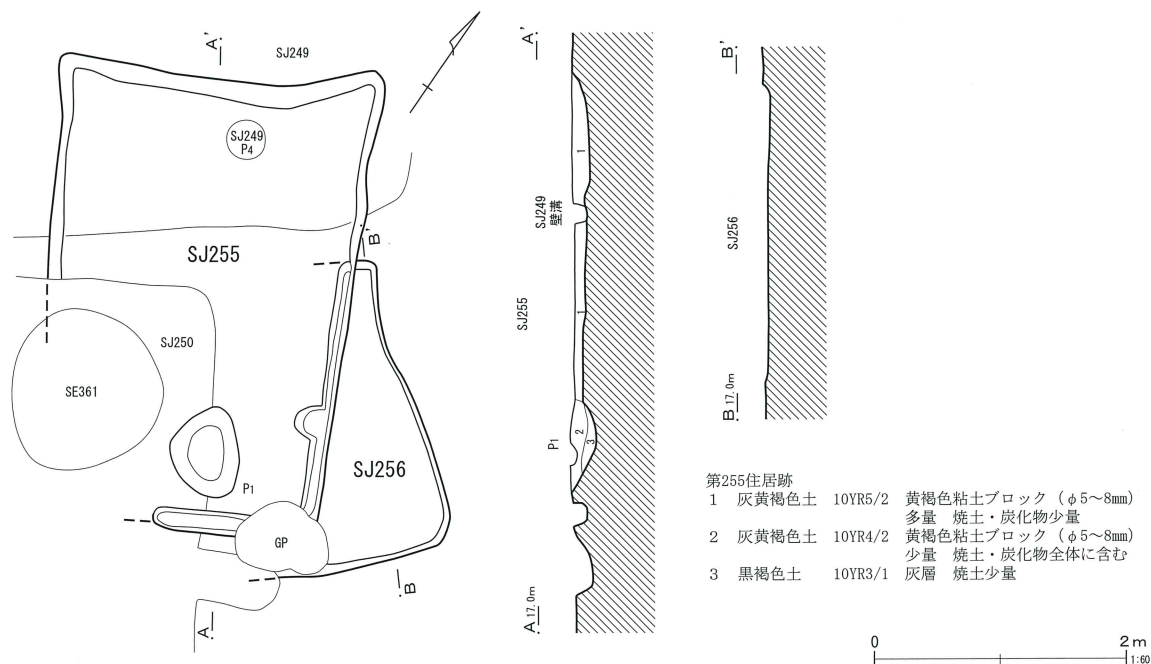 A'
SJ249
SJ249
P4
SJ255
B'
SJ250
SE361
P1
SJ256
GP
B
A
A'
1
SJ249
壁溝
SJ255
1
P1
2
3
A 17.0m
B'
SJ256
B 17.0m
第255住居跡
1 灰黄褐色土 10YR5/2 黄褐色粘土ブロック（φ5～8㎜）
多量 焼土・炭化物少量
2 灰黄褐色土 10YR4/2 黄褐色粘土ブロック（φ5～8㎜）
少量 焼土・炭化物全体に含む
3 黒褐色土 10YR3/1 灰層 焼土少量
0 2m
1:60